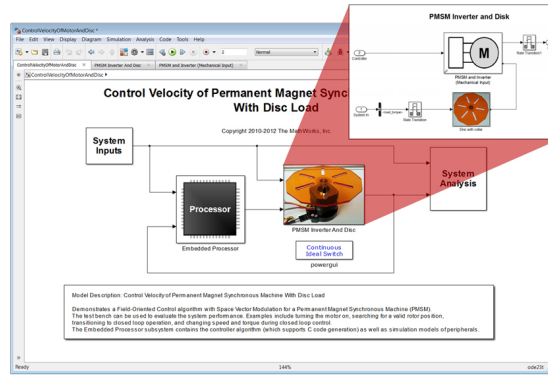 ControlVelocityOfMotorAndDisc *
File Edit View Display Diagram Simulation Analysis Code Tools Help
2
Normal
ControlVelocityOfMotorAndDisc
PMSM Inverter And Disc
PMSM and Inverter (Mechanical Input)
ControlVelocityOfMotorAndDisc
Control Velocity of Permanent Magnet
With Disc Load
Copyright 2010-2012 The MathWorks, Inc.
System
Inputs
Processor
Embedded Processor
PMSM Inverter And Disc
System
Analysis
Continuous
Ideal Switch
powergui
Model Description: Control Velocity of Permanent Magnet Synchronous Machine With Disc Load
Demonstrates a Field-Oriented Control algorithm with Space Vector Modulation for a Permanent Magnet Synchronous Machine (PMSM).
The test bench can be used to evaluate the system performance. Examples include turning the motor on, searching for a valid rotor position,
transitioning to closed loop operation, and changing speed and torque during closed loop control.
The Embedded Processor subsystem contains the controller algorithm (which supports C code generation) as well as simulation models of peripherals.
Ready
144%
PMSM Inverter and Disk
Controller
M
PMSM and Inverter
(Mechanical Input)
Rate Transition1
System In
Rate Transition